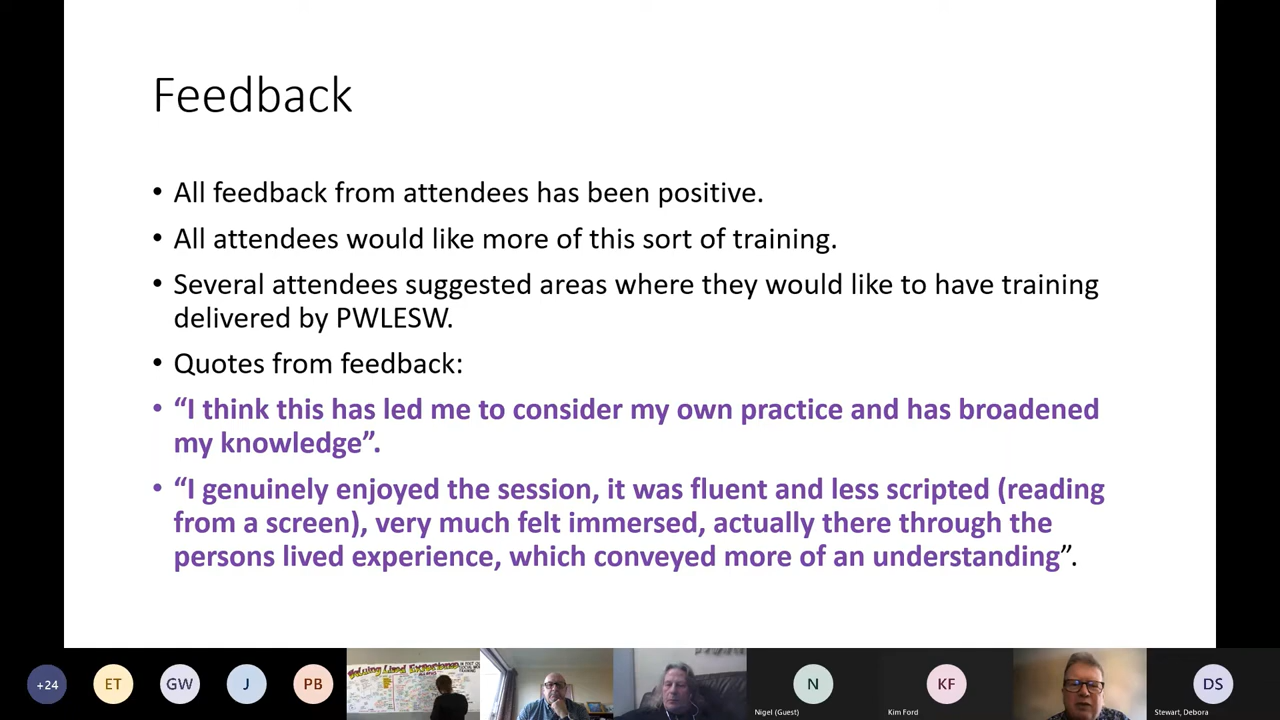 Feedback
• All feedback from attendees has been positive.
• All attendees would like more of this sort of training.
• Several attendees suggested areas where they would like to have training
delivered by PWLESW.
• Quotes from feedback:
• “I think this has led me to consider my own practice and has broadened
my knowledge”.
• “I genuinely enjoyed the session, it was fluent and less scripted (reading
from a screen), very much felt immersed, actually there through the
persons lived experience, which conveyed more of an understanding”.
+24
ET
GW
J
PB
Valuing Lived Experience
N
KF
DS
Nigel (Guest)
Kim Ford
Stewart, Debora